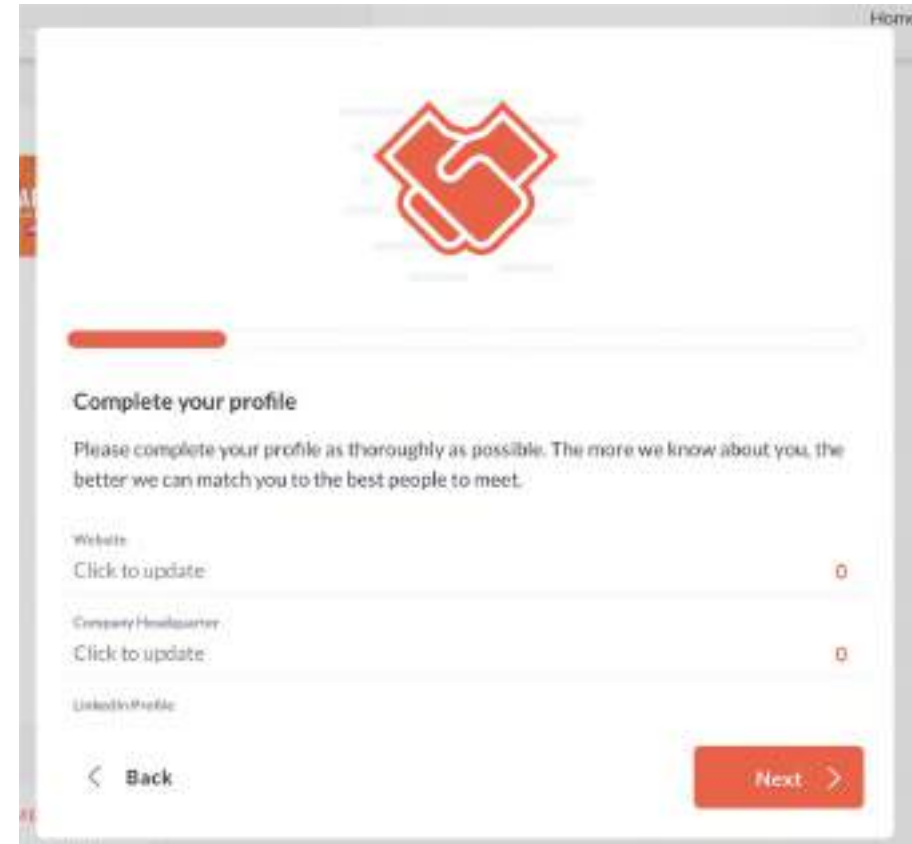 Home
Complete your profile
Please complete your profile as thoroughly as possible. The more we know about you, the
better we can match you to the best people to meet.
Website
Click to update
0
Company Headquarter
Click to update
0
LinkedIn Profile
Back
Next